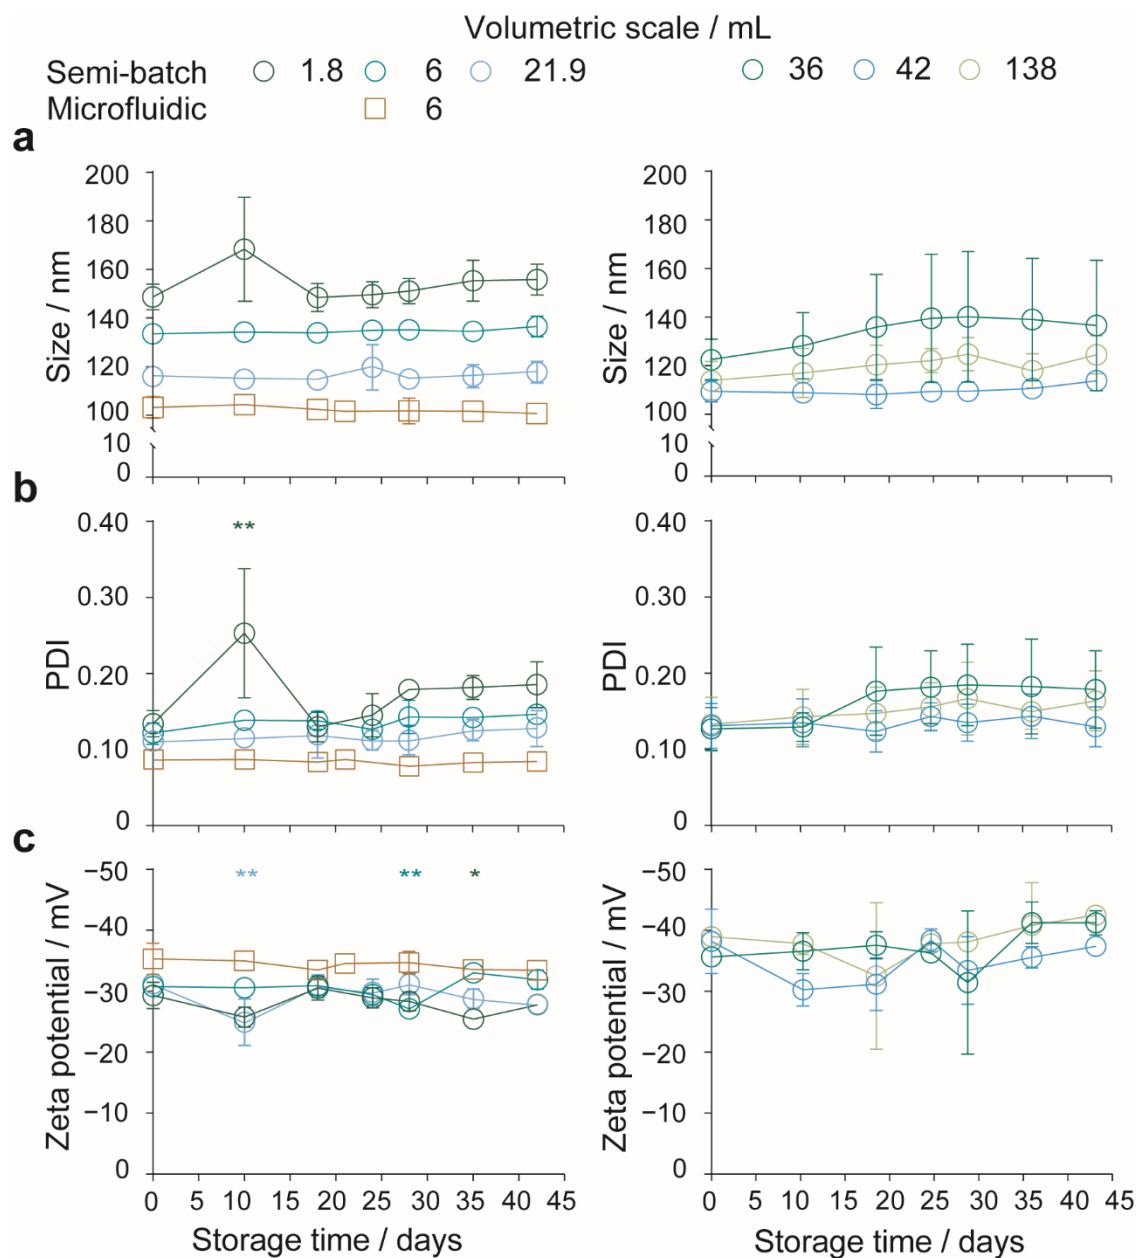 Volumetric scale / mL
Semi-batch 1.8 6 21.9 36 42 138
Microfluidic 6
a
200 200
180 180
160 160
140 140
120 120
100 100
10 10
0 0
Size / nm Size / nm
b
0.40 0.40
0.30 0.30
0.20 0.20
0.10 0.10
0 0
PDI PDI
**
c
−50 −50
−40 −40
−30 −30
−20 −20
−10 −10
0 0
Zeta potential / mV Zeta potential / mV
** ** *
0 5 10 15 20 25 30 35 40 45 0 5 10 15 20 25 30 35 40 45
Storage time / days Storage time / days